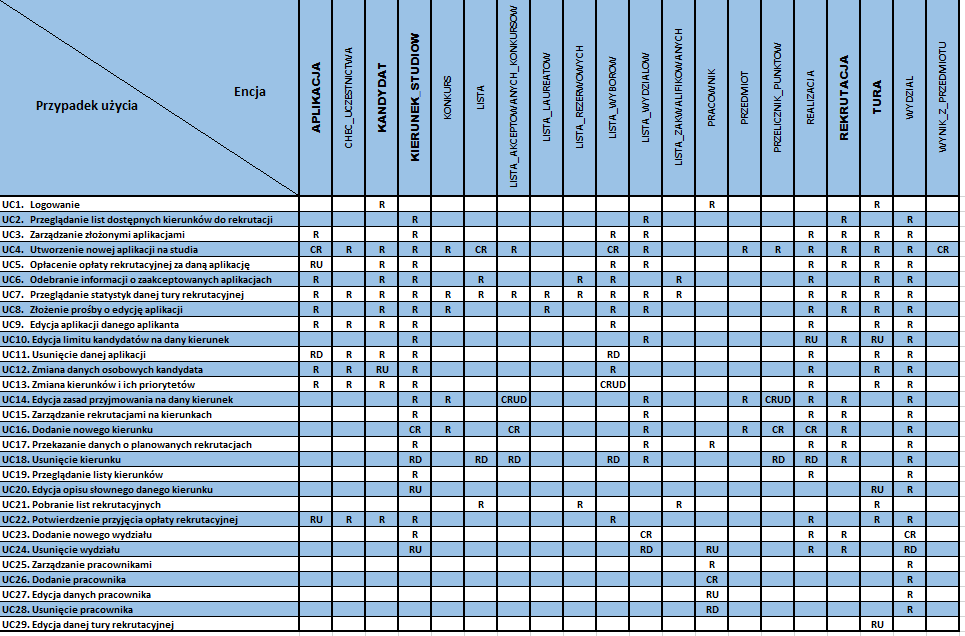 Encja
Przypadek użycia
APLIKACJA
CHEC_UCZESTNICTWA
KANDYDAT
KIERUNEK_STUDIOW
KONKURS
LISTA
LISTA_AKCEPTOWANYCH_KONKURSOW
LISTA_LAUREATOW
LISTA_REZERWOWYCH
LISTA_WYBOROW
LISTA_WYDZIALOW
LISTA_ZAKWALIFIKOWANYCH
PRACOWNIK
PRZEDMIOT
PRZELICZNIK_PUNKTOW
REALIZACJA
REKRUTACJA
TURA
WYDZIAL
WYNIK_Z_PRZEDMIOTU
UC1. Logowanie R R R
UC2. Przeglądanie list dostępnych kierunków do rekrutacji R R R R
UC3. Zarządzanie złożonymi aplikacjami R R R R R R R R
UC4. Utworzenie nowej aplikacji na studia CR R R R R CR R CR R R R R R R R CR
UC5. Opłacenie opłaty rekrutacyjnej za daną aplikację RU R R R R R R R R
UC6. Odebranie informacji o zaakceptowanych aplikacjach R R R R R R R R R R
UC7. Przeglądanie statystyk danej tury rekrutacyjnej R R R R R R R R R R R R R R R R
UC8. Złożenie prośby o edycję aplikacji R R R R R R R R R R R
UC9. Edycja aplikacji danego aplikanta R R R R R R R R
UC10. Edycja limitu kandydatów na dany kierunek R R RU R RU R
UC11. Usunięcie danej aplikacji RD R R R RD R R R
UC12. Zmiana danych osobowych kandydata R R RU R R R R R
UC13. Zmiana kierunków i ich priorytetów R R R R CRUD R R R
UC14. Edycja zasad przyjmowania na dany kierunek R R CRUD R R CRUD R R R
UC15. Zarządzanie rekrutacjami na kierunkach R R R R R
UC16. Dodanie nowego kierunku CR R CR R R CR CR R R
UC17. Przekazanie danych o planowanych rekrutacjach R R R R R R
UC18. Usunięcie kierunku RD RD RD RD R RD RD R R
UC19. Przeglądanie listy kierunków R R R
UC20. Edycja opisu słownego danego kierunku RU RU R
UC21. Pobranie list rekrutacyjnych R R R R
UC22. Potwierdzenie przyjęcia opłaty rekrutacyjnej RU R R R R R R R
UC23. Dodanie nowego wydziału R CR R R CR
UC24. Usunięcie wydziału RU RD RU R R RD
UC25. Zarządzanie pracownikami R R
UC26. Dodanie pracownika CR R
UC27. Edycja danych pracownika RU R
UC28. Usunięcie pracownika RD R
UC29. Edycja danej tury rekrutacyjnej RU